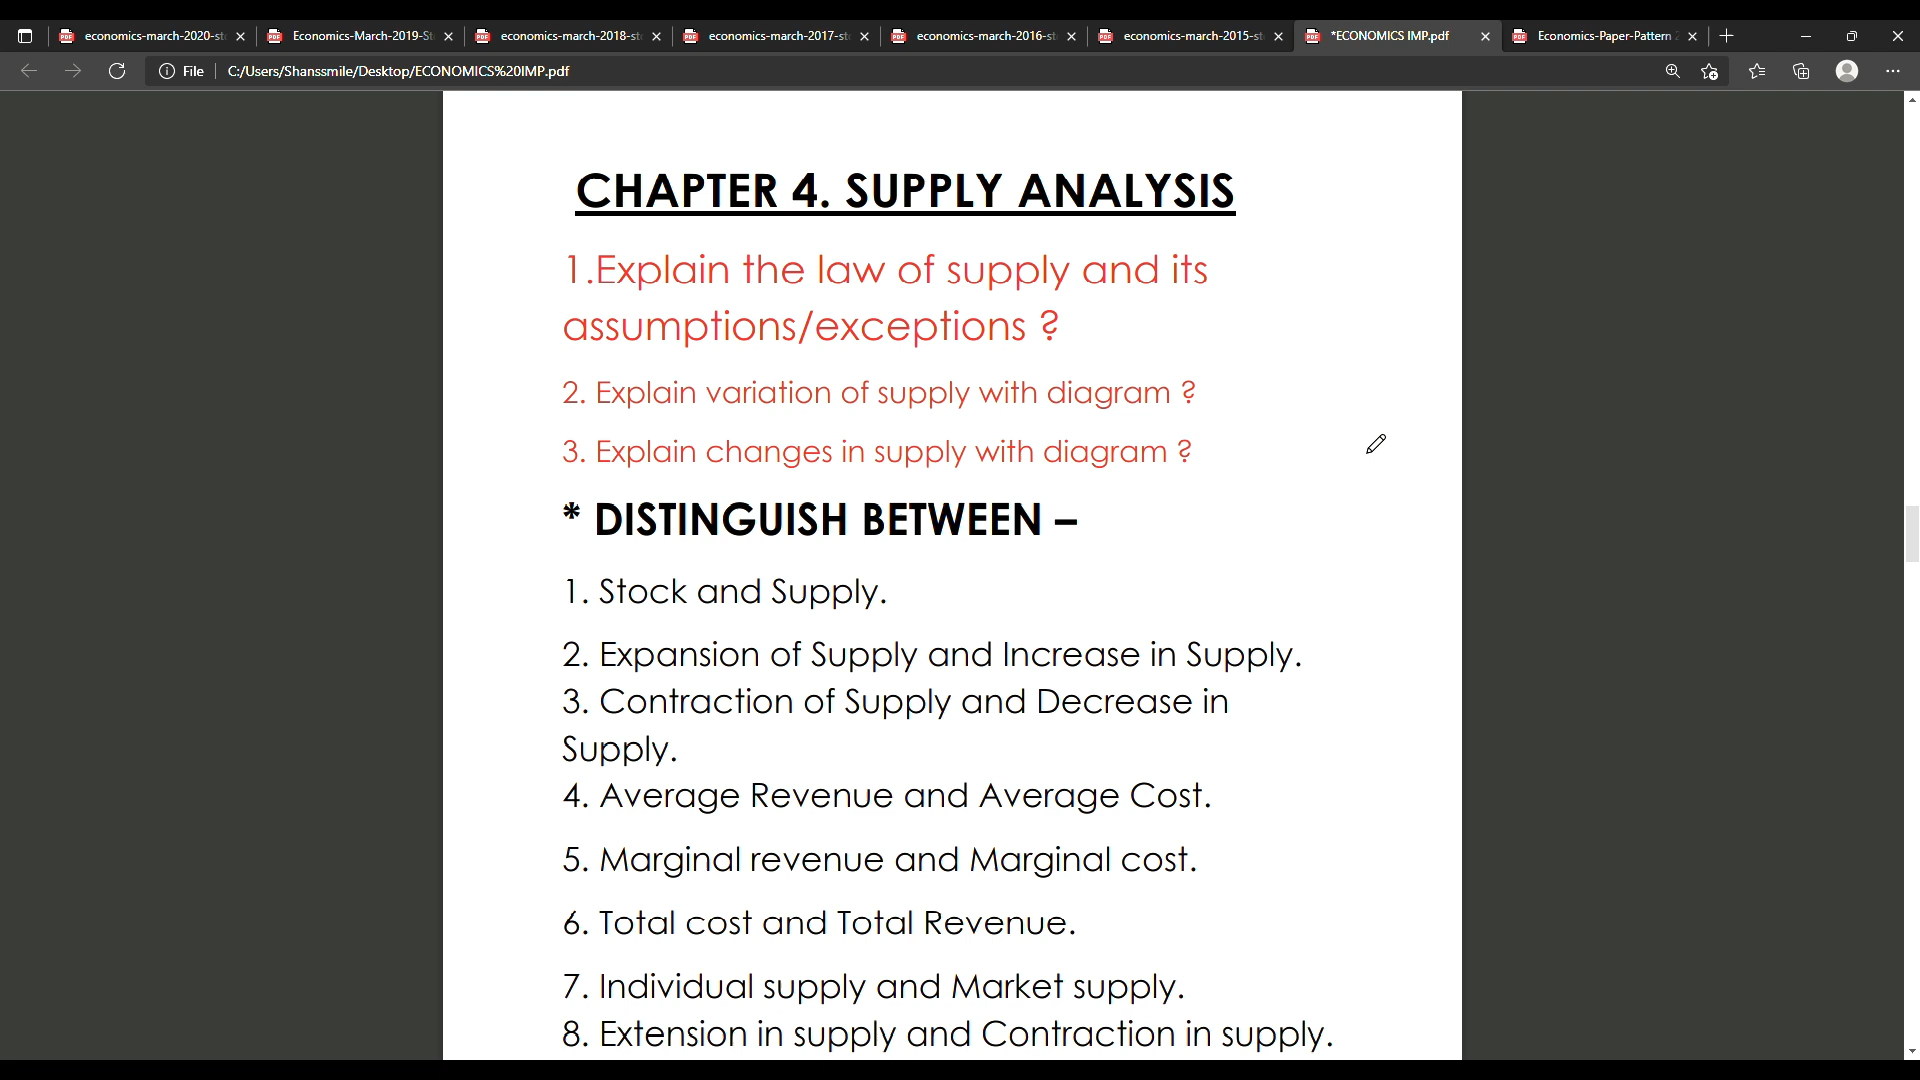 economics-march-2020-st
Economics-March-2019-S
economics-march-2018-st
economics-march-2017-st
economics-march-2016-st
economics-march-2015-st
*ECONOMICS IMP.pdf
Economics-Paper-Pattern
File
C:/Users/Shanssmile/Desktop/ECONOMICS%20IMP.pdf
CHAPTER 4. SUPPLY ANALYSIS
1.Explain the law of supply and its
assumptions/exceptions ?
2. Explain variation of supply with diagram ?
3. Explain changes in supply with diagram ?
* DISTINGUISH BETWEEN –
1. Stock and Supply.
2. Expansion of Supply and Increase in Supply.
3. Contraction of Supply and Decrease in
Supply.
4. Average Revenue and Average Cost.
5. Marginal revenue and Marginal cost.
6. Total cost and Total Revenue.
7. Individual supply and Market supply.
8. Extension in supply and Contraction in supply.